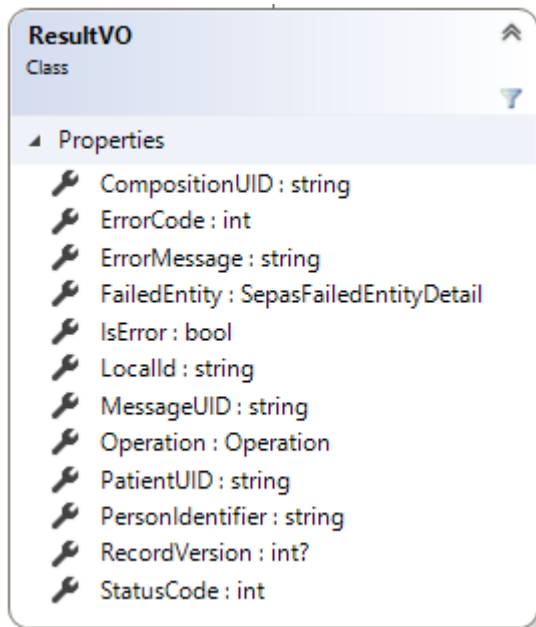 ResultVO
Class
Properties
CompositionUID : string
ErrorCode : int
ErrorMessage : string
FailedEntity : SepasFailedEntityDetail
IsError : bool
LocalId : string
MessageUID : string
Operation : Operation
PatientUID : string
PersonIdentifier : string
RecordVersion : int?
StatusCode : int